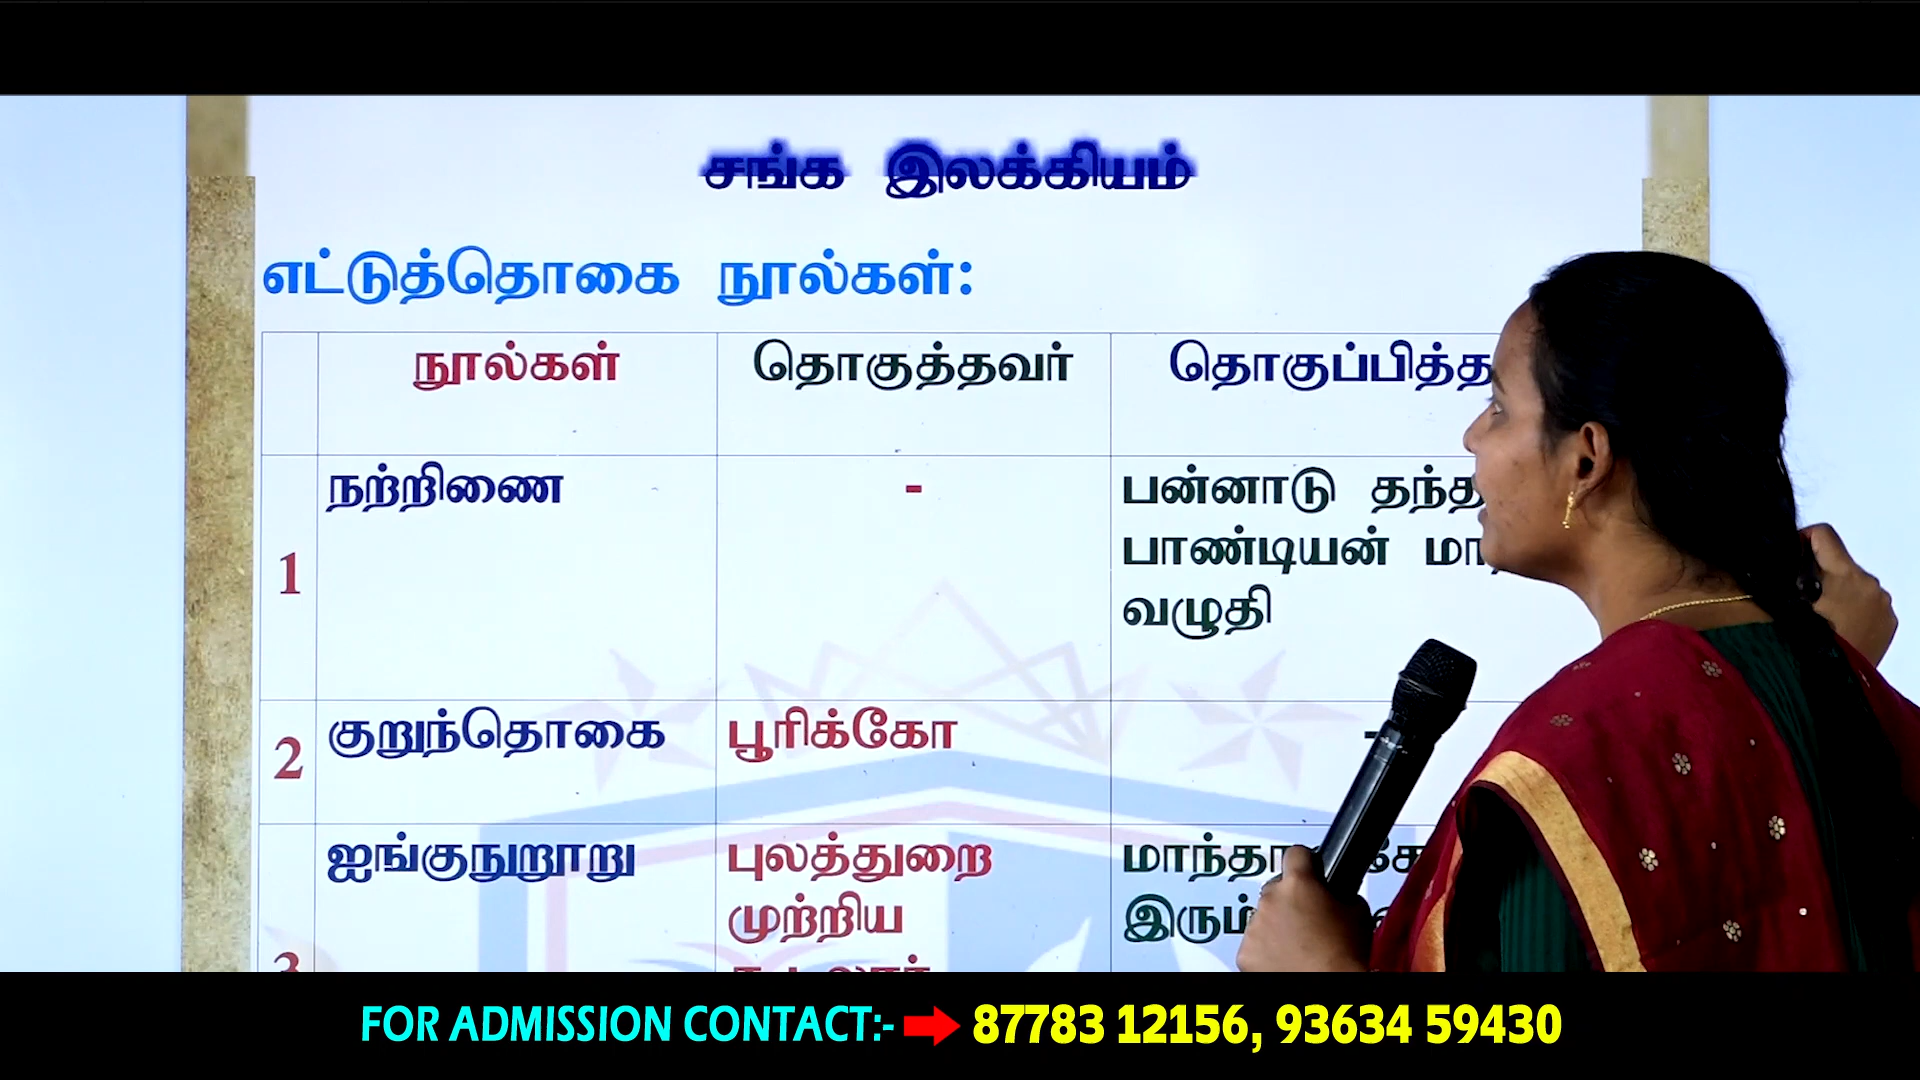 சங்க இலக்கியம்
எட்டுத்தொகை நூல்கள்:
நூல்கள் தொகுத்தவர் தொகுப்பித்த
நற்றிணை - பன்னாடு தந்த
1 பாண்டியன்
வழுதி
2 குறுந்தொகை பூரிக்கோ -
ஐங்குநுறூறு புலத்துறை
முற்றிய
3
FOR ADMISSION CONTACT:- 87783 12156, 93634 59430